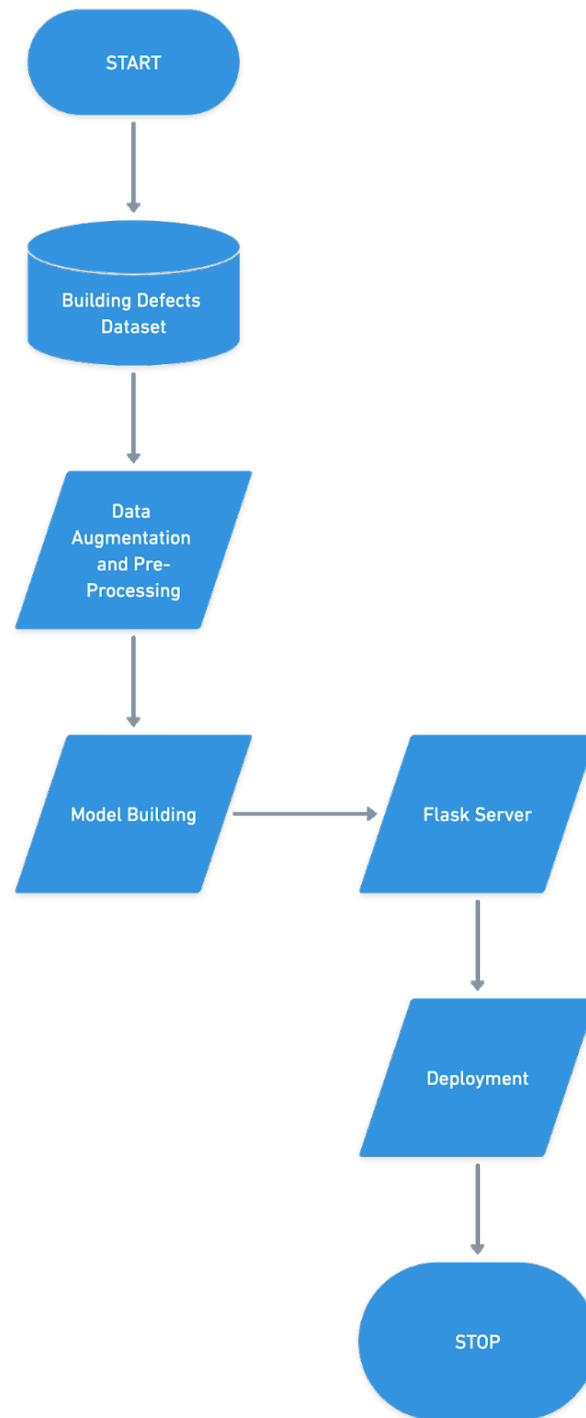 START
Building Defects
Dataset
Data
Augmentation
and Pre-
Processing
Model Building
Flask Server
Deployment
STOP